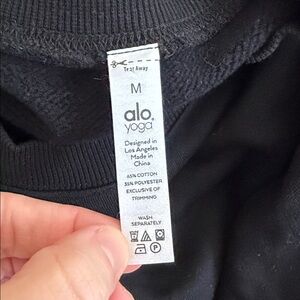 Tear Away
M
alo.
yoga
Designed in
Los Angeles
Made in
China
65% COTTON
35% POLYESTER
EXCLUSIVE OF
TRIMMING
WASH
SEPARATELY
P